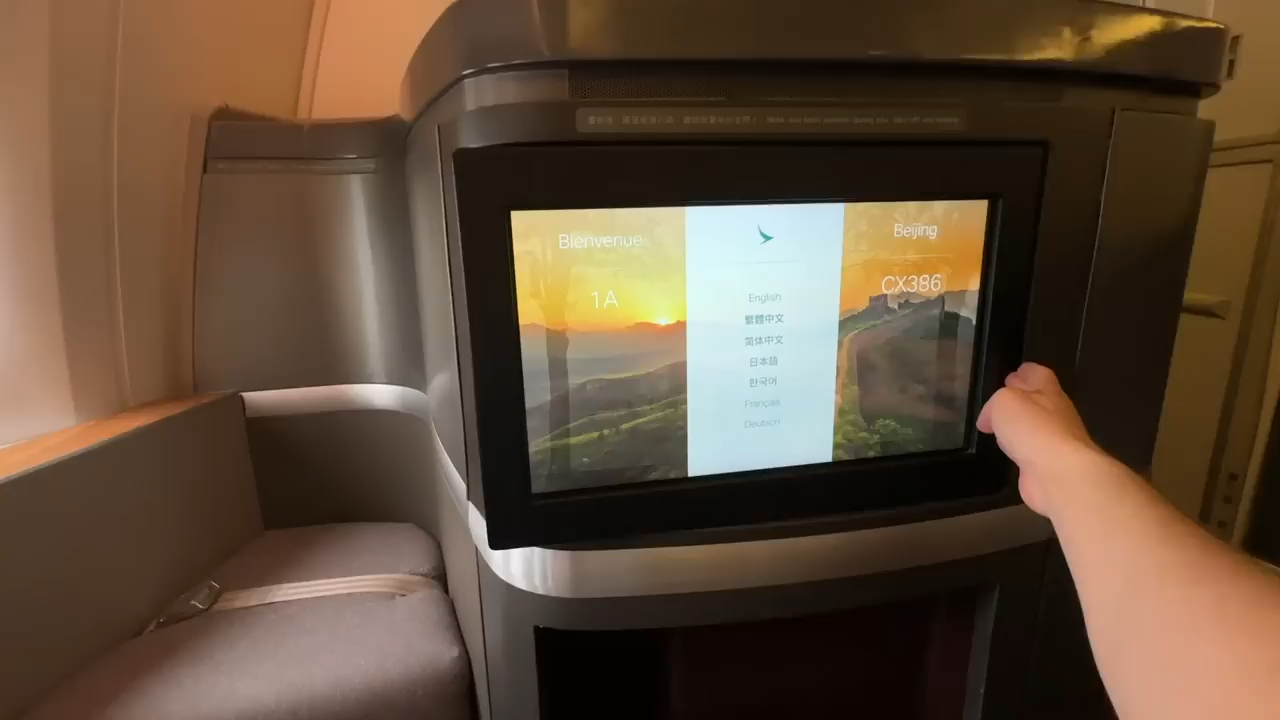 Bienvenue
1A
English
繁體中文
简体中文
日本語
한국어
Français
Deutsch
Beijing
CX386